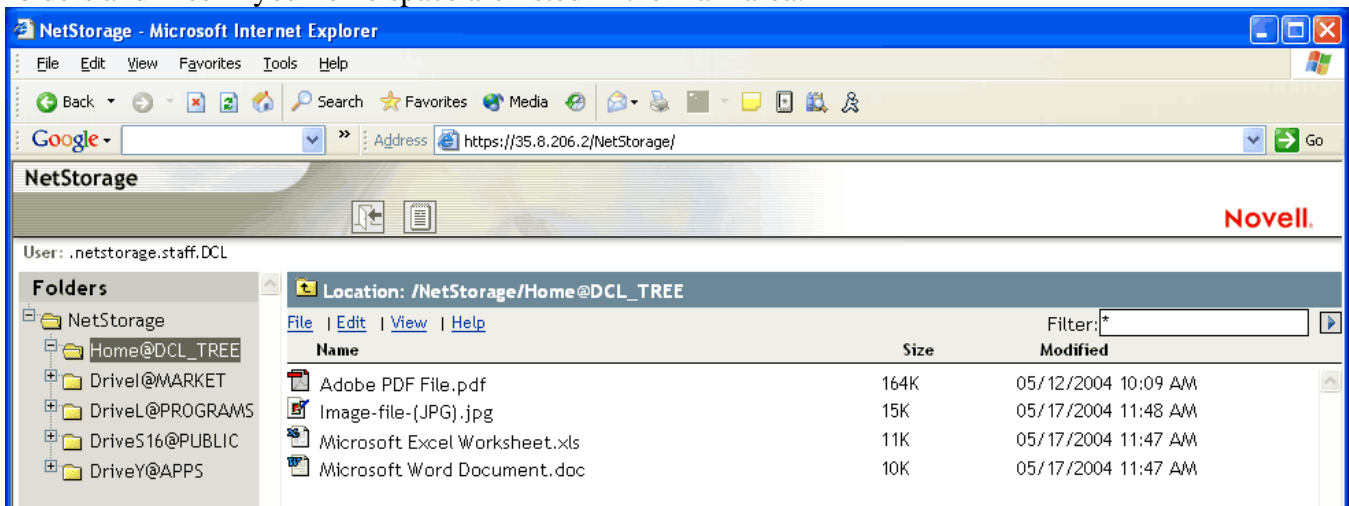 NetStorage - Microsoft Internet Explorer
File Edit View Favorites Tools Help
Back Search Favorites Media
Google Address https://35.8.206.2/NetStorage/ Go
NetStorage
Novell.
User: .netstorage.staff.DCL
Folders
NetStorage
Home@DCL_TREE
DriveI@MARKET
DriveL@PROGRAMS
DriveS16@PUBLIC
DriveY@APPS
Location: /NetStorage/Home@DCL_TREE
File | Edit | View | Help Filter: *
Name Size Modified
Adobe PDF File.pdf 164K 05/12/2004 10:09 AM
Image-file-(JPG).jpg 15K 05/17/2004 11:48 AM
Microsoft Excel Worksheet.xls 11K 05/17/2004 11:47 AM
Microsoft Word Document.doc 10K 05/17/2004 11:47 AM